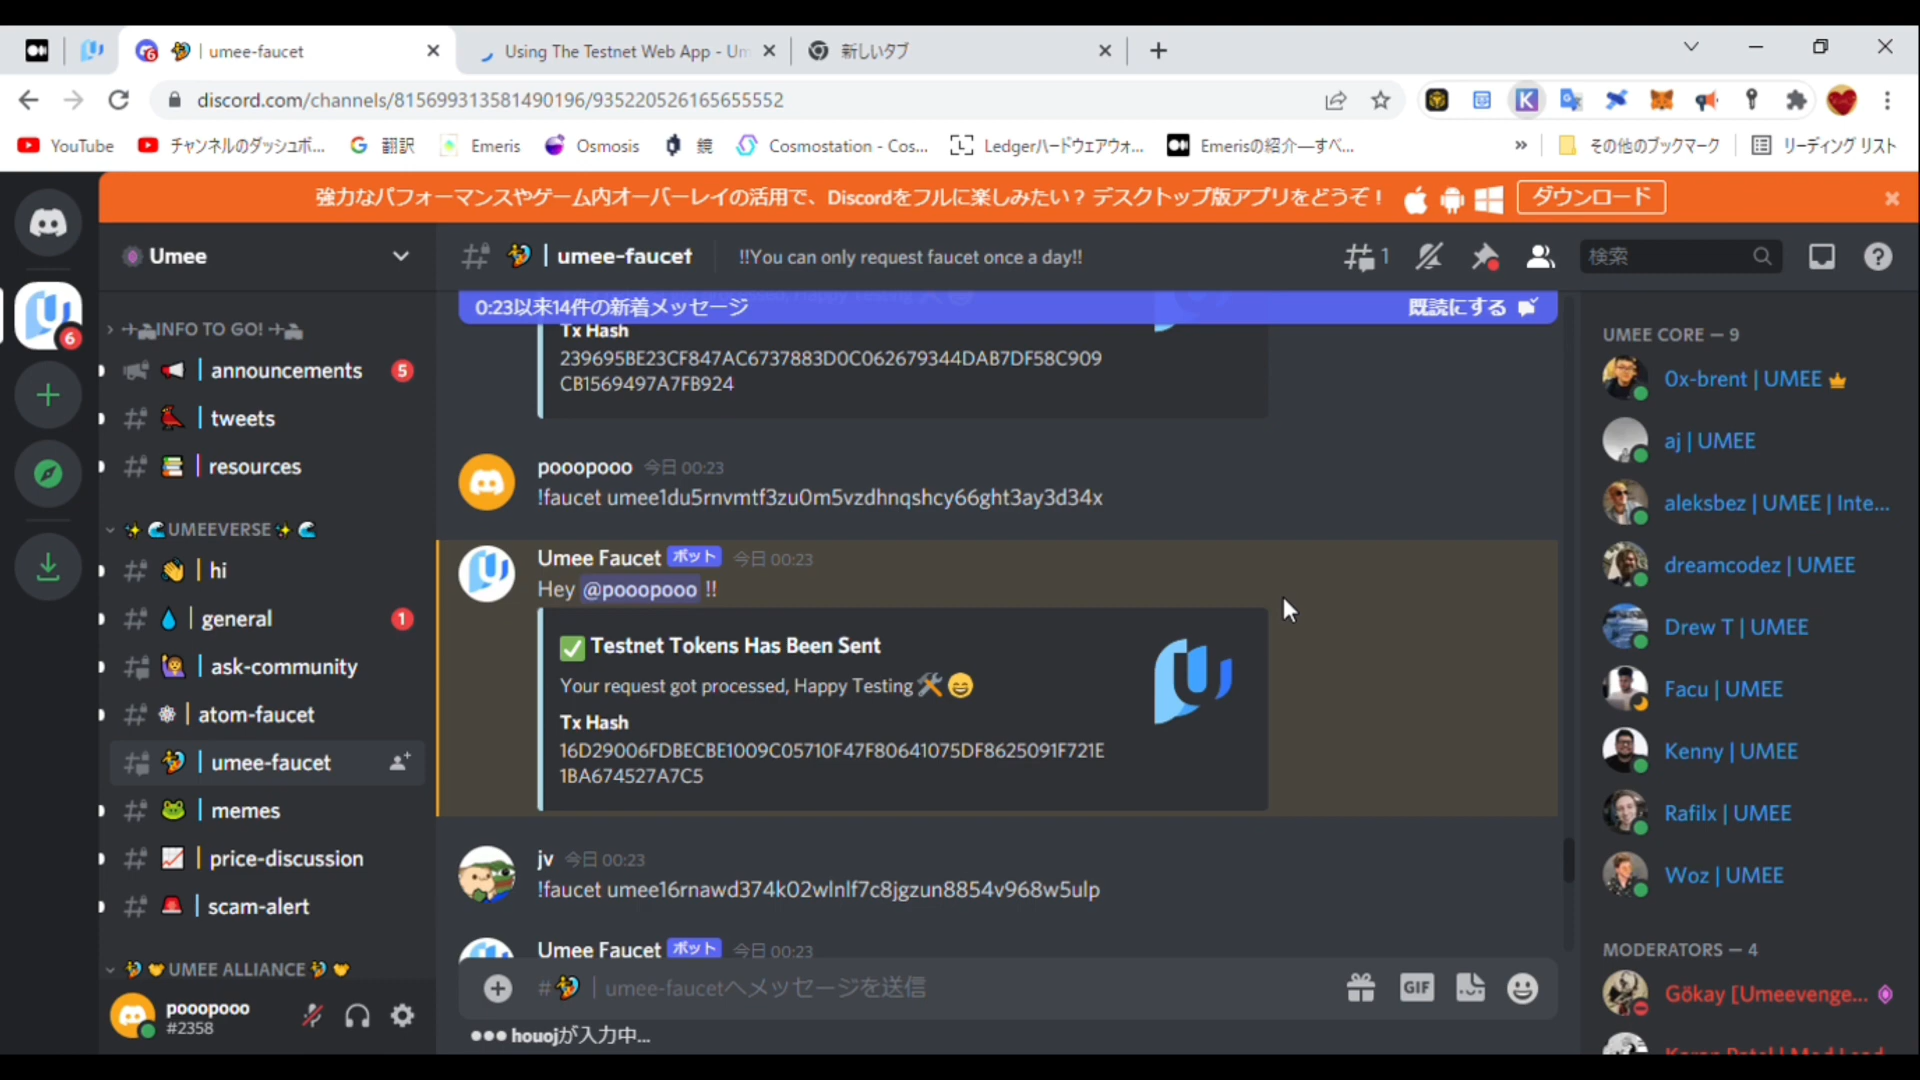 umee-faucet
Using The Testnet Web App - Um
新しいタブ
discord.com/channels/815699313581490196/935220526165655552
YouTube
チャンネルのダッシュボ...
翻訳
Emeris
Osmosis
鏡
Cosmostation - Cos...
Ledgerハードウェアウォ...
Emerisの紹介—すべ...
»
その他のブックマーク
リーディング リスト
強力なパフォーマンスやゲーム内オーバーレイの活用で、Discordをフルに楽しみたい？デスクトップ版アプリをどうぞ！
ダウンロード
Umee
| umee-faucet
!!You can only request faucet once a day!!
1
検索
0:23以来14件の新着メッセージ
既読にする
INFO TO GO!
| announcements
5
| tweets
| resources
UMEEVERSE
| hi
| general
1
| ask-community
| atom-faucet
| umee-faucet
| memes
| price-discussion
| scam-alert
UMEE ALLIANCE
pooopooo
#2358
6
Tx Hash
239695BE23CF847AC6737883D0C062679344DAB7DF58C909
CB1569497A7FB924
pooopooo 今日 00:23
!faucet umee1du5rnvmtf3zu0m5vzdhnqshcy66ght3ay3d34x
Umee Faucet ボット 今日 00:23
Hey @pooopooo !!
Testnet Tokens Has Been Sent
Your request got processed, Happy Testing
Tx Hash
16D29006FDBECBE1009C05710F47F80641075DF8625091F721E
1BA674527A7C5
jv 今日 00:23
!faucet umee16rnawd374k02wlnlf7c8jgzun8854v968w5ulp
Umee Faucet ボット 今日 00:23
# | umee-faucetへメッセージを送信
GIF
houojが入力中...
UMEE CORE — 9
0x-brent | UMEE
aj | UMEE
aleksbez | UMEE | Inte...
dreamcodez | UMEE
Drew T | UMEE
Facu | UMEE
Kenny | UMEE
Rafilx | UMEE
Woz | UMEE
MODERATORS — 4
Gökay [Umeevenge...